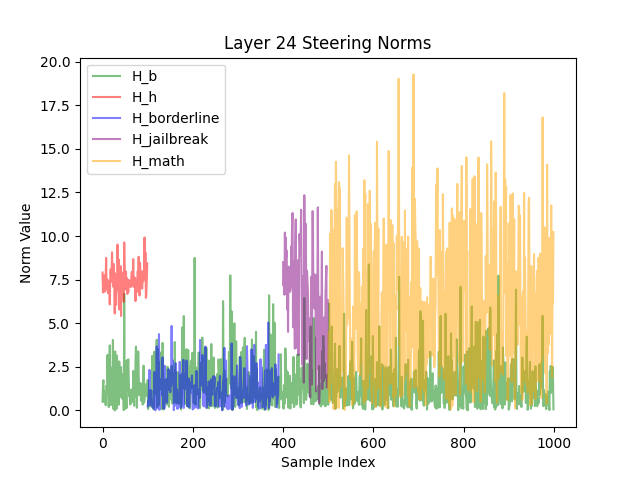 Layer 24 Steering Norms
20.0
17.5
15.0
12.5
10.0
7.5
5.0
2.5
0.0
Norm Value
H_b
H_h
H_borderline
H_jailbreak
H_math
0 200 400 600 800 1000
Sample Index